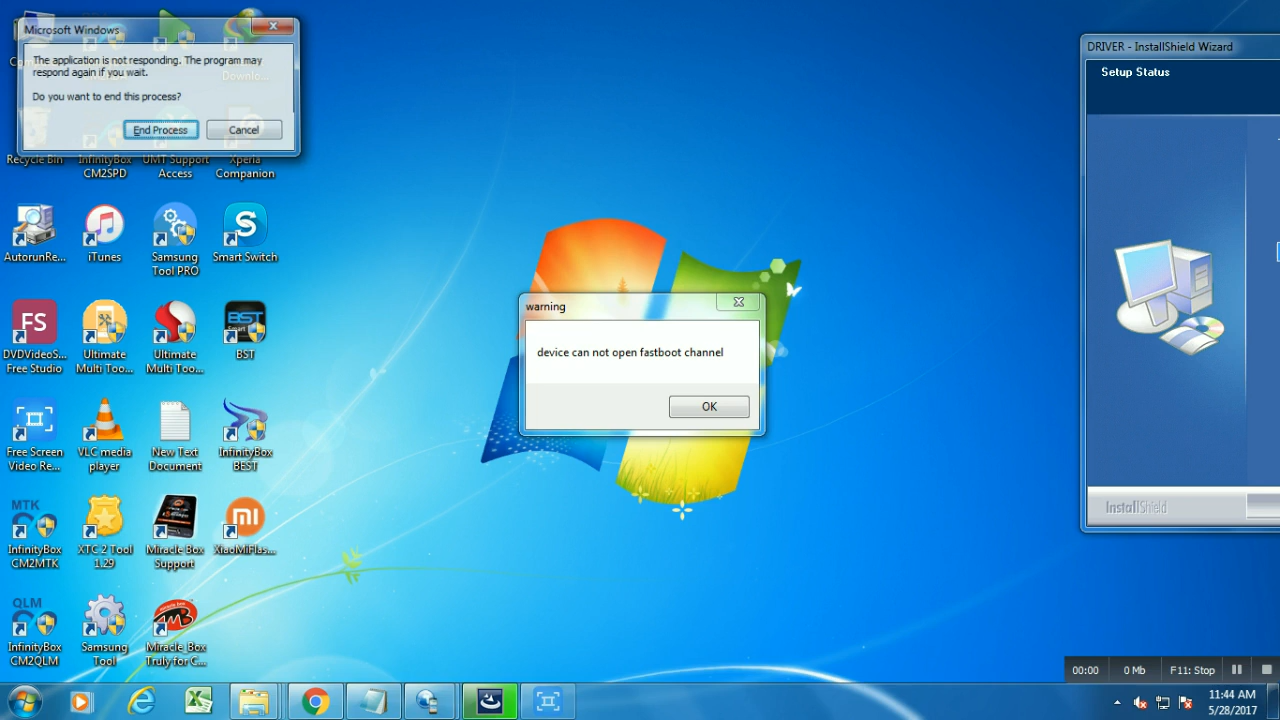 Microsoft Windows
The application is not responding. The program may
respond again if you wait.
Do you want to end this process?
End Process
Cancel
Recycle Bin
InfinityBox
CM2SPD
UMT Support
Access
Xperia
Companion
AutorunRe...
iTunes
Samsung
Tool PRO
Smart Switch
FS
DVDVideoS...
Free Studio
Ultimate
Multi Too...
Ultimate
Multi Too...
BST
BST
Free Screen
Video Re...
VLC media
player
New Text
Document
InfinityBox
BEST
MTK
InfinityBox
CM2MTK
XTC 2 Tool
1.29
Miracle Box
Support
XiaoMiFlas...
QLM
InfinityBox
CM2QLM
Samsung
Tool
Miracle Box
Truly for C...
warning
device can not open fastboot channel
OK
DRIVER - InstallShield Wizard
Setup Status
InstallShield
00:00
0 Mb
F11: Stop
11:44 AM
5/28/2017